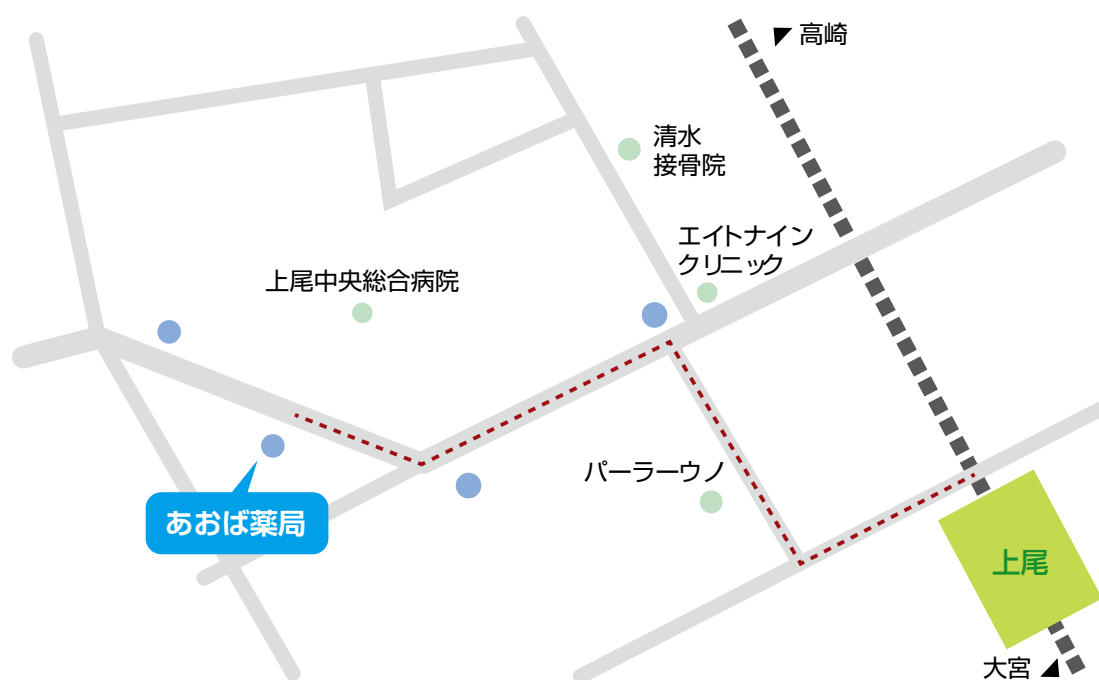 高崎
清水
接骨院
エイトナイン
クリニック
上尾中央総合病院
パーラーウノ
あおば薬局
上尾
大宮